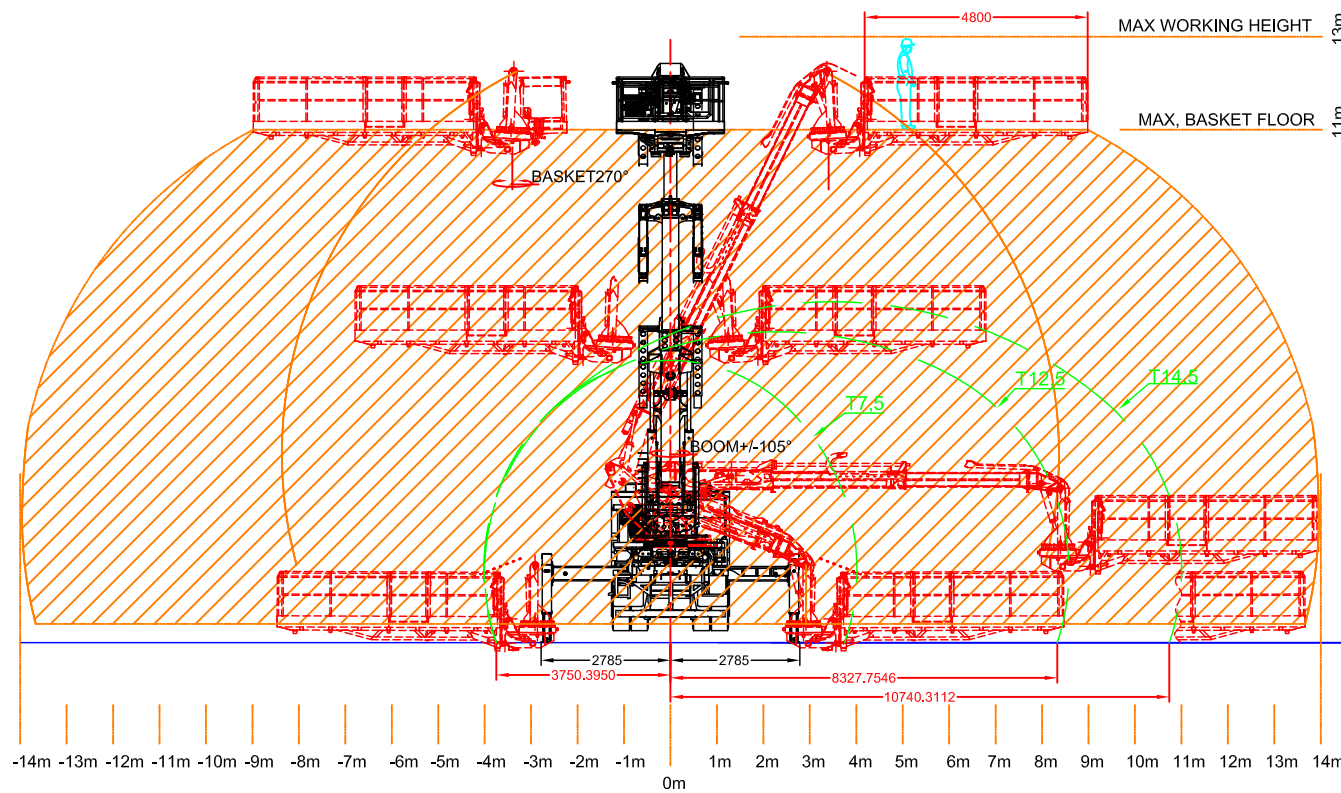 4800
MAX WORKING HEIGHT
13m
MAX, BASKET FLOOR
11m
BASKET270°
T12,5
T14.5
T7,5
BOOM+/-105°
2785
2785
3750.3950
8327.7546
10740.3112
-14m -13m -12m -11m -10m -9m -8m -7m -6m -5m -4m -3m -2m -1m 1m 2m 3m 4m 5m 6m 7m 8m 9m 10m 11m 12m 13m 14m
0m